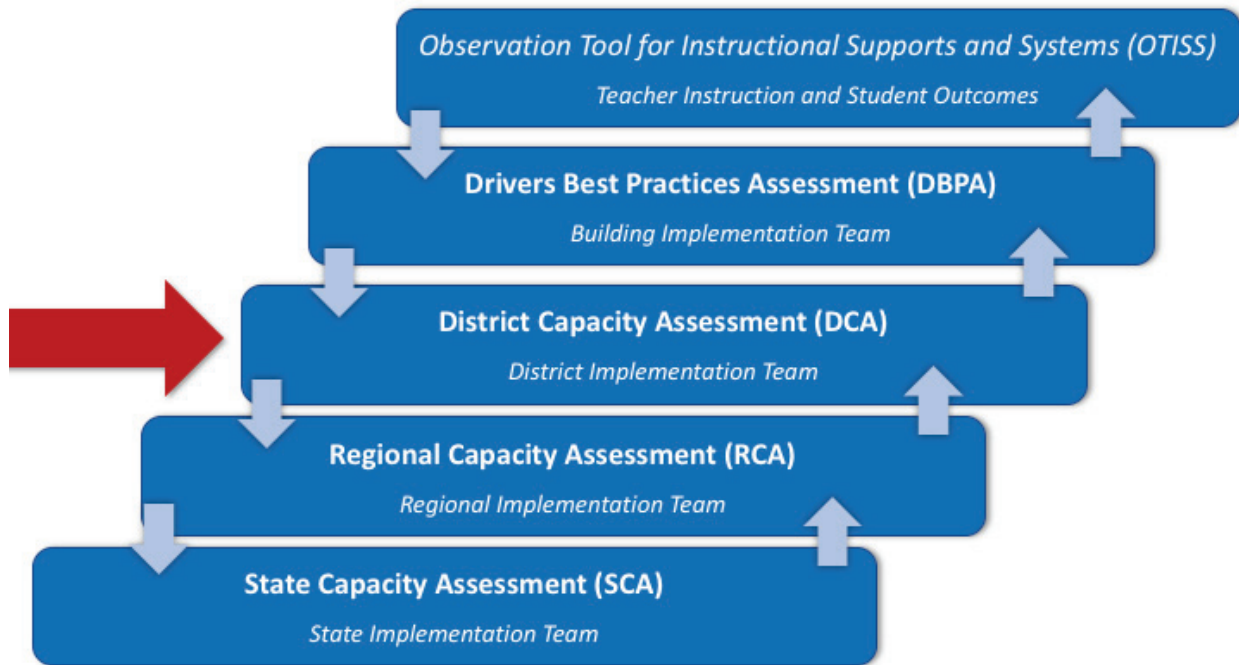 Observation Tool for Instructional Supports and Systems (OTISS)
Teacher Instruction and Student Outcomes
Drivers Best Practices Assessment (DBPA)
Building Implementation Team
District Capacity Assessment (DCA)
District Implementation Team
Regional Capacity Assessment (RCA)
Regional Implementation Team
State Capacity Assessment (SCA)
State Implementation Team